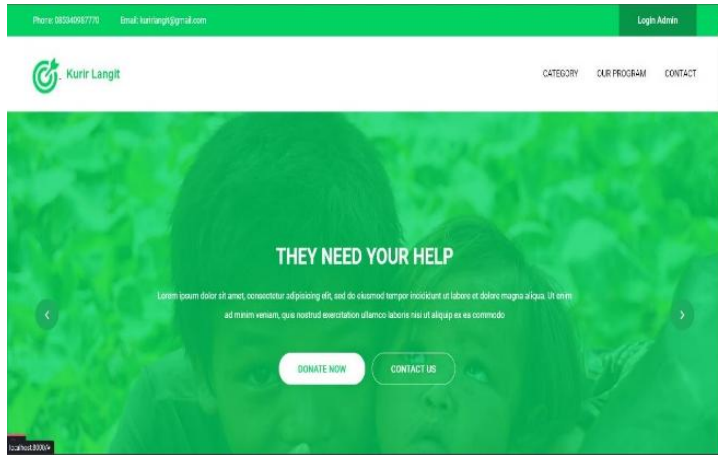 Phone: 085340987770 Email: kurirlangit@gmail.com Login Admin
Kurir Langit CATEGORY OUR PROGRAM CONTACT
THEY NEED YOUR HELP
Lorem ipsum dolor sit amet, consectetur adipisicing elit, sed do eiusmod tempor incididunt ut labore et dolore magna aliqua. Ut enim
ad minim veniam, quis nostrud exercitation ullamco laboris nisi ut aliquip ex ea commodo
DONATE NOW CONTACT US
localhost:8000/#